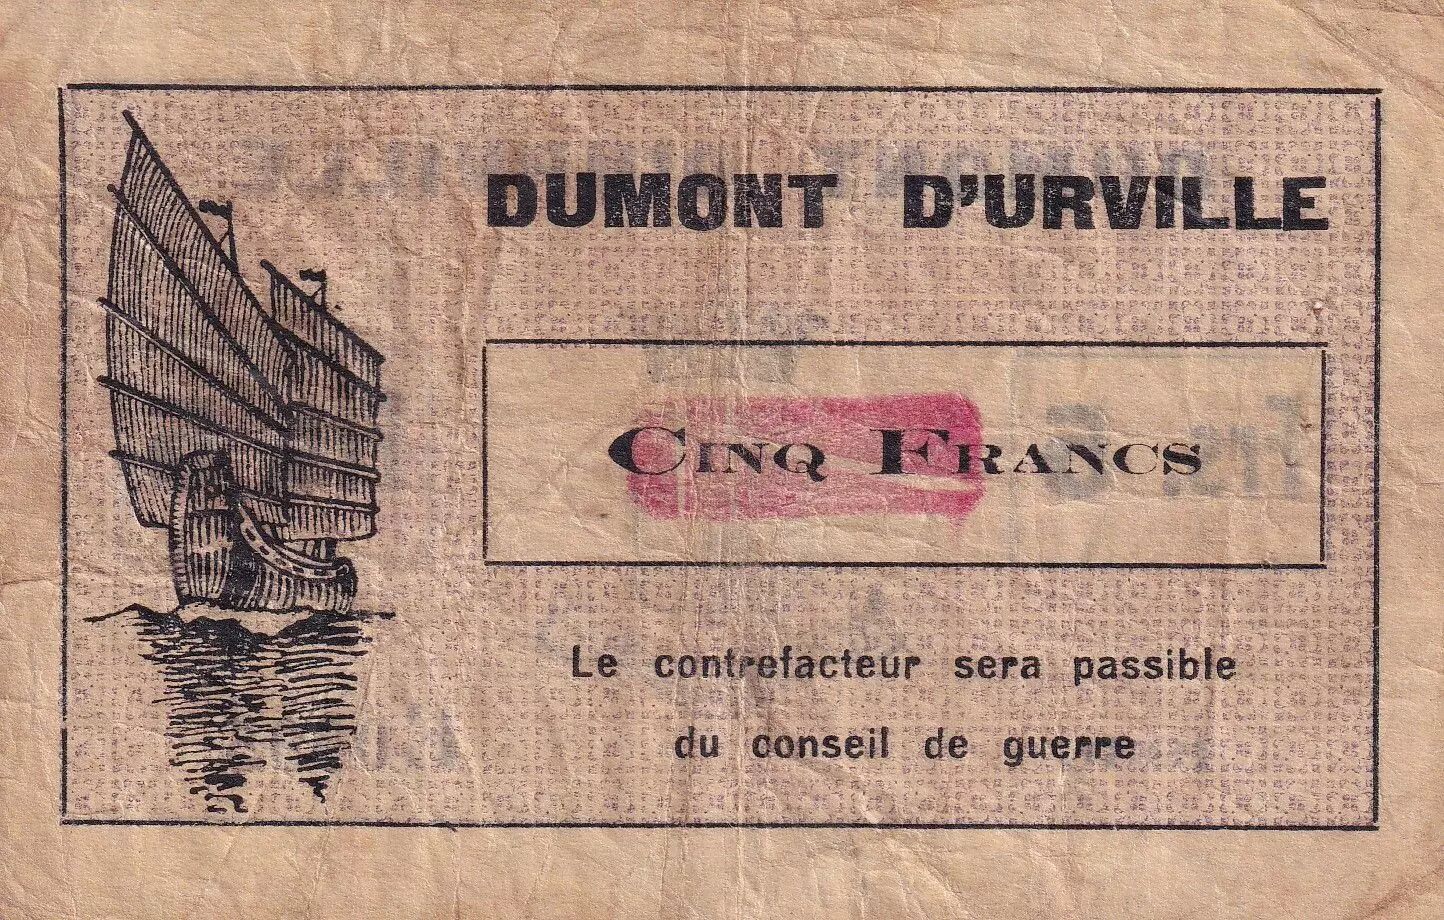 DUMONT D'URVILLE
CINQ FRANCS
Le contrefacteur sera passible
du conseil de guerre